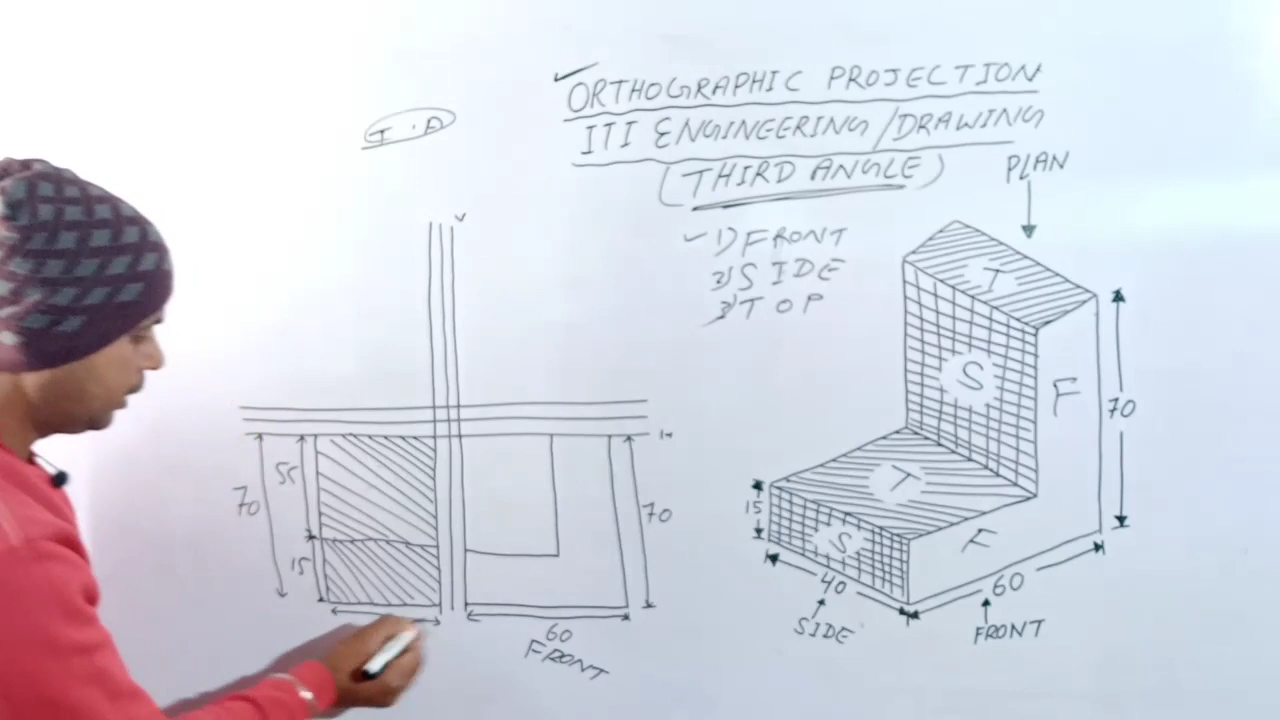 ORTHOGRAPHIC PROJECTION
ITI ENGINEERING/DRAWING
(THIRD ANGLE)
PLAN
1) FRONT
2) SIDE
3) TOP
T
S
F
70
T
15
S
F
40
60
SIDE
FRONT
55
70
15
70
60
FRONT